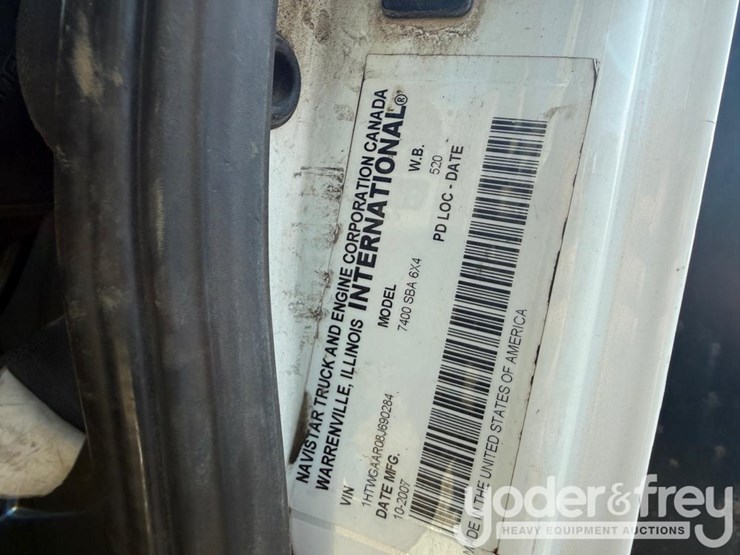 NAVISTAR TRUCK AND ENGINE CORPORATION CANADA
WARRENVILLE, ILLINOIS INTERNATIONAL®
VIN MODEL W.B.
1HTWGAAR08J690284 7400 SBA 6X4 520
DATE MFG. PD LOC - DATE
10-2007
MADE IN THE UNITED STATES OF AMERICA
yoder&frey
HEAVY EQUIPMENT AUCTIONS